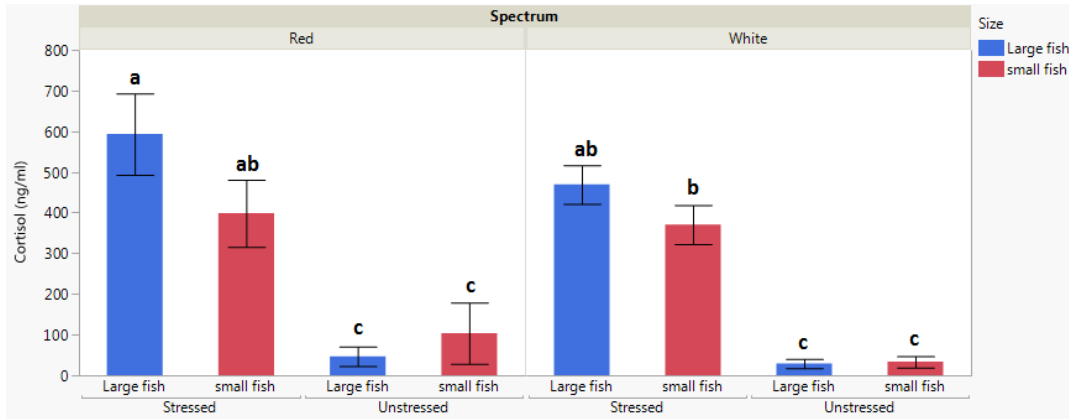 Spectrum
Red White
Size
Large fish
small fish
Cortisol (ng/ml)
800
700
600
500
400
300
200
100
0
a
ab
c
c
ab
b
c
c
Large fish small fish Large fish small fish Large fish small fish Large fish small fish
Stressed Unstressed Stressed Unstressed